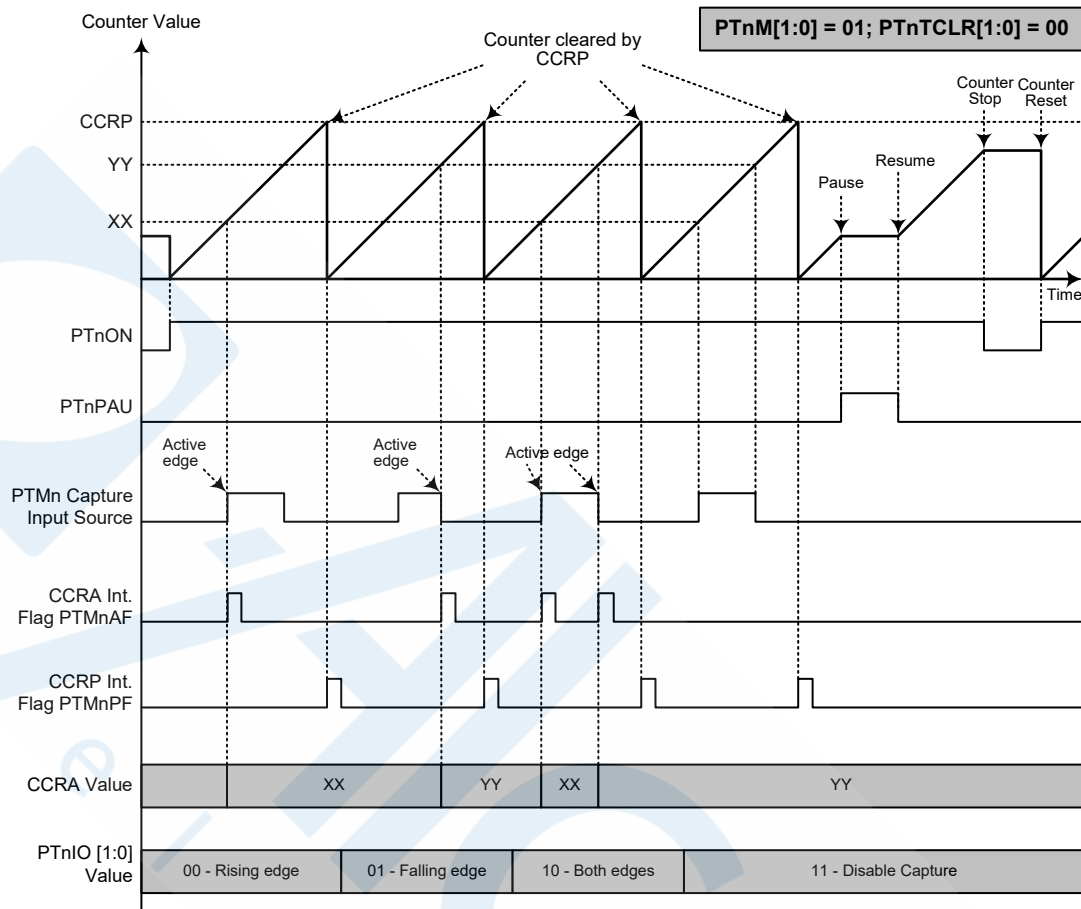 Counter Value
PTnM[1:0] = 01; PTnTCLR[1:0] = 00
Counter cleared by
CCRP
Counter
Stop
Counter
Reset
CCRP
YY
XX
Pause
Resume
Time
PTnON
PTnPAU
Active
edge
Active
edge
Active edge
PTMn Capture
Input Source
CCRA Int.
Flag PTMnAF
CCRP Int.
Flag PTMnPF
CCRA Value
XX
YY
XX
YY
PTnIO [1:0]
Value
00 - Rising edge
01 - Falling edge
10 - Both edges
11 - Disable Capture